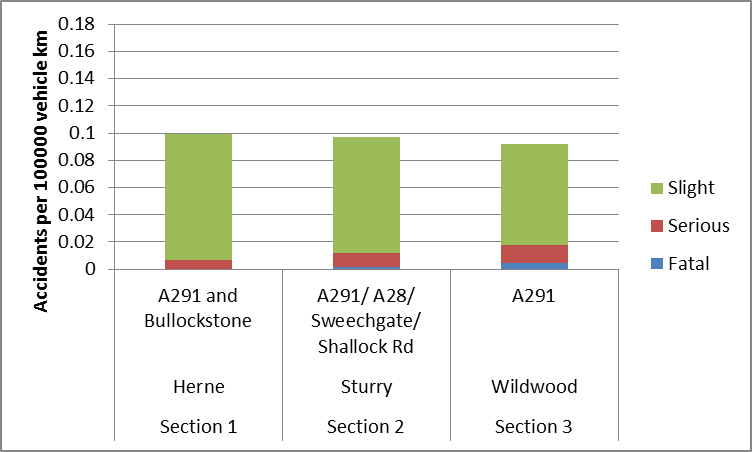 Accidents per 100000 vehicle km
0.18
0.16
0.14
0.12
0.1
0.08
0.06
0.04
0.02
0
Slight
Serious
Fatal
A291 and
Bullockstone
A291/ A28/
Sweechgate/
Shallock Rd
A291
Herne
Sturry
Wildwood
Section 1
Section 2
Section 3